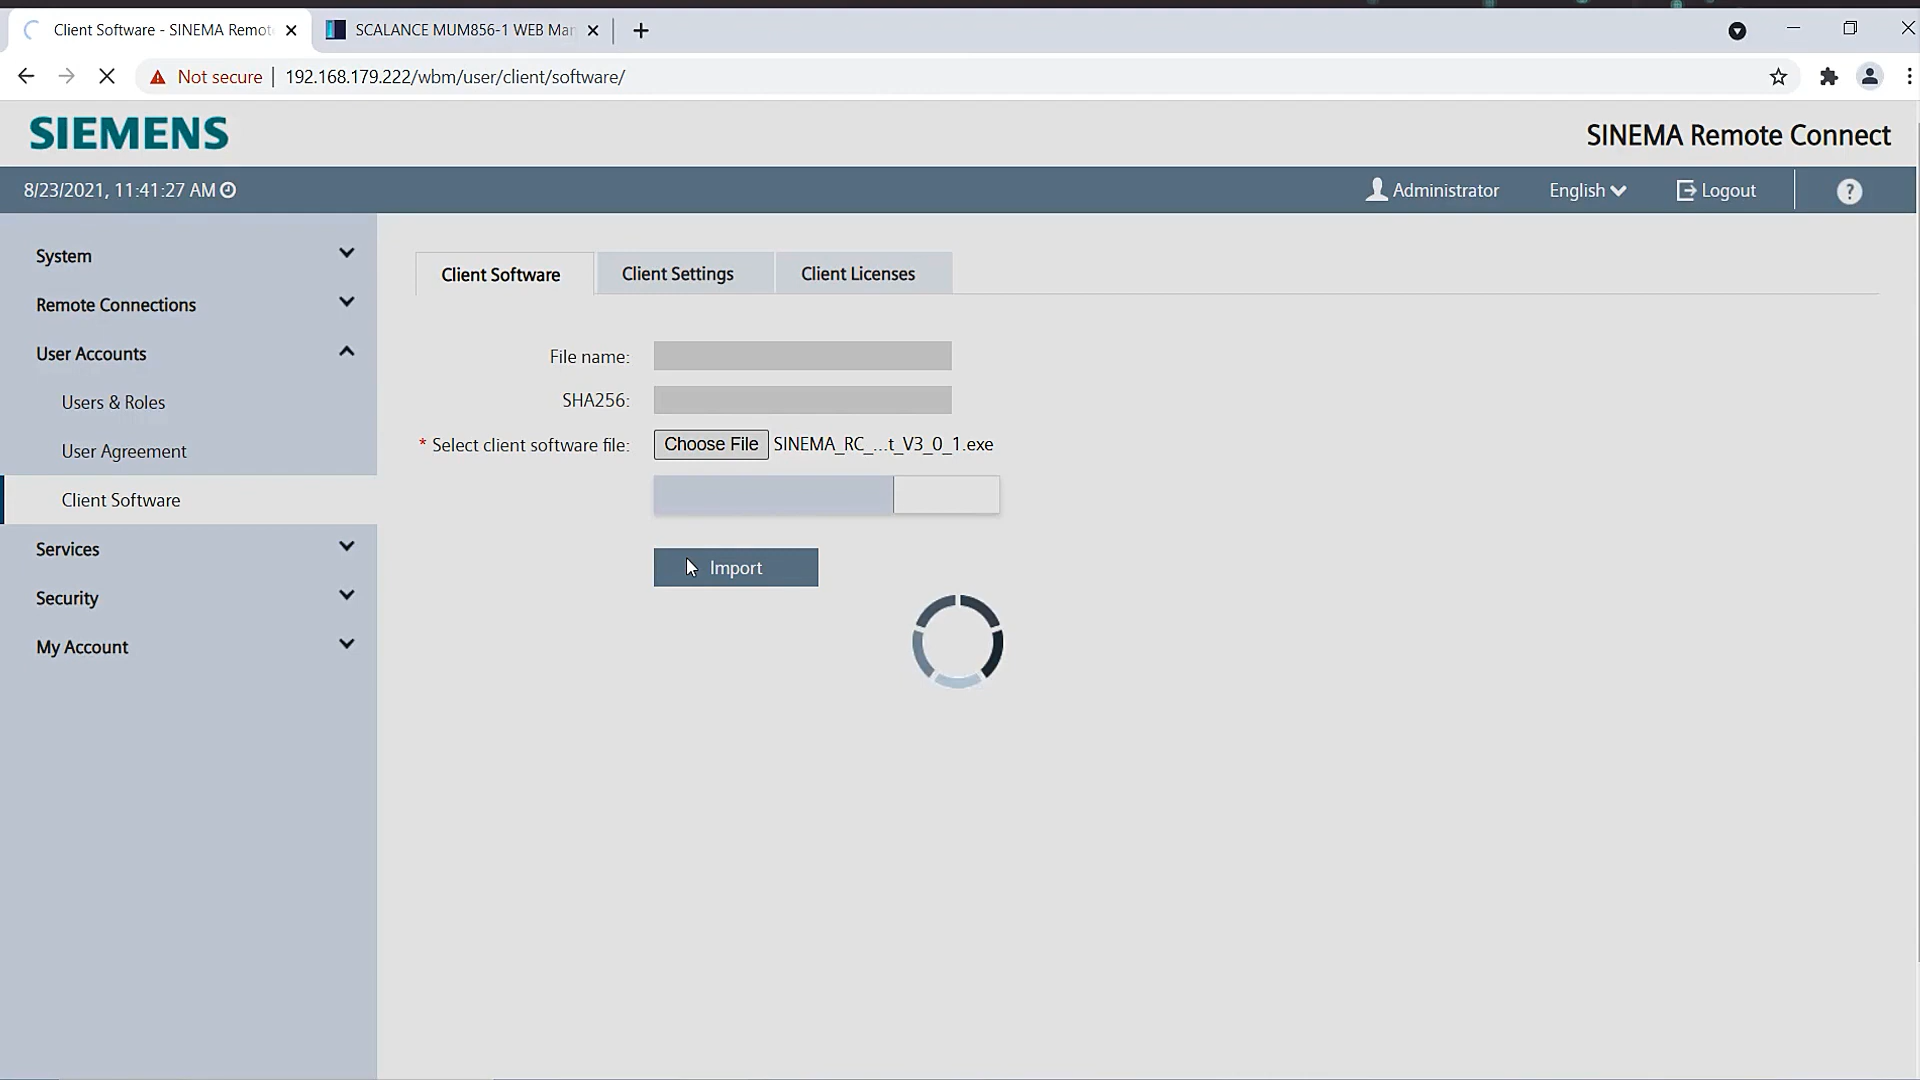 Client Software - SINEMA Remot
SCALANCE MUM856-1 WEB Mar
Not secure
192.168.179.222/wbm/user/client/software/
SIEMENS
SINEMA Remote Connect
8/23/2021, 11:41:27 AM
Administrator
English
Logout
?
System
Remote Connections
User Accounts
Users & Roles
User Agreement
Client Software
Services
Security
My Account
Client Software
Client Settings
Client Licenses
File name:
SHA256:
* Select client software file:
Choose File
SINEMA_RC_...t_V3_0_1.exe
Import